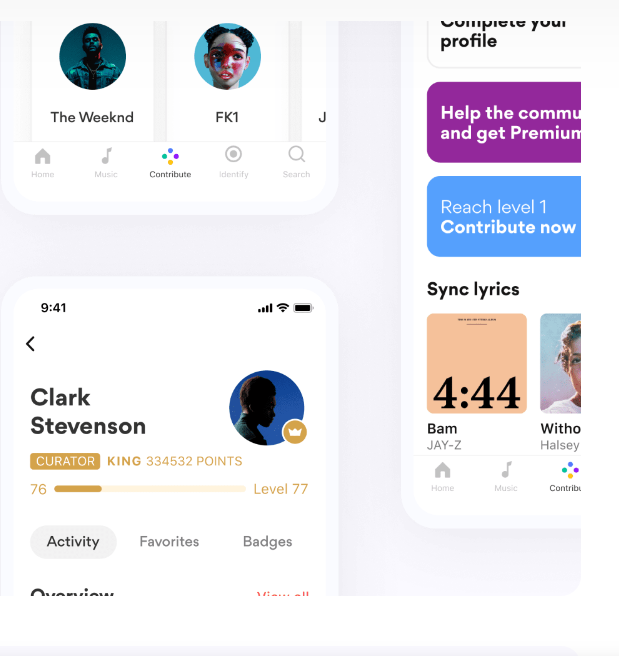 The Weeknd
FK1
J
Home
Music
Contribute
Identify
Search
9:41
Clark
Stevenson
CURATOR KING 334532 POINTS
76
Level 77
Activity
Favorites
Badges
Overview
View all
Complete your
profile
Help the commu
and get Premium
Reach level 1
Contribute now
Sync lyrics
4:44
Bam
JAY-Z
Witho
Halsey
Home
Music
Contribu